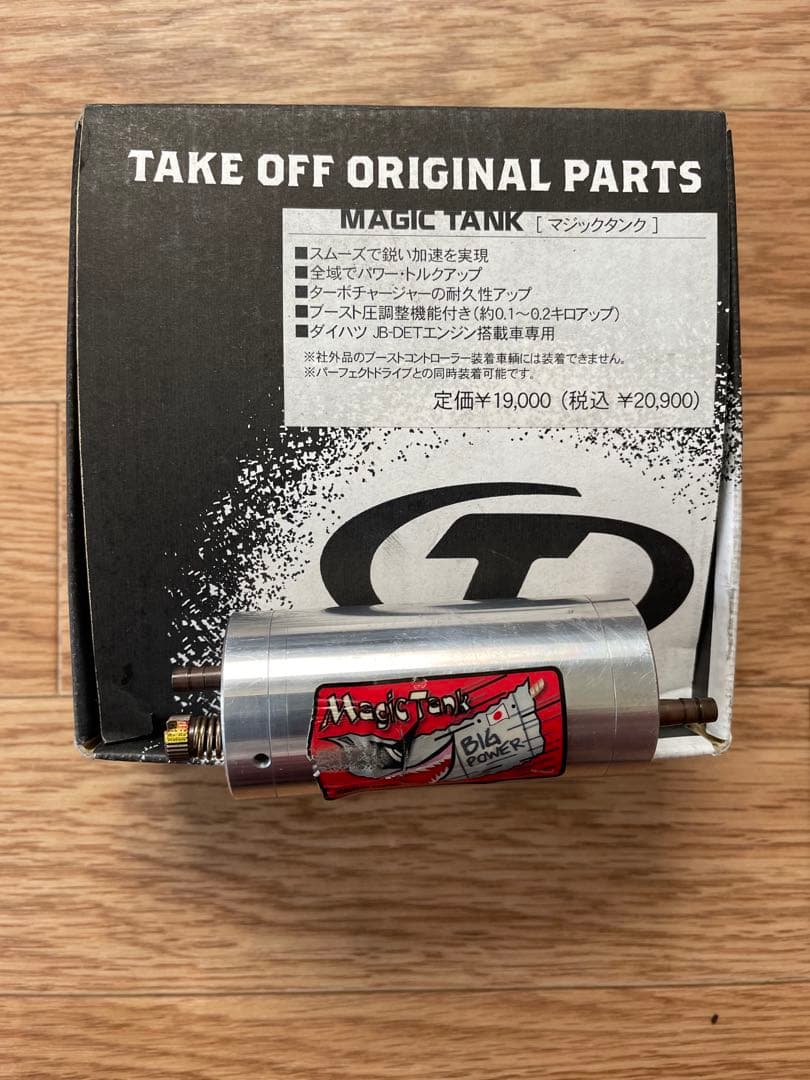 TAKE OFF ORIGINAL PARTS
MAGIC TANK [ マジックタンク ]
■スムーズで鋭い加速を実現
■全域でパワー・トルクアップ
■ターボチャージャーの耐久性アップ
■ブースト圧調整機能付き(約0.1〜0.2キロアップ)
■ダイハツ JB-DETエンジン搭載車専用
※社外品のブーストコントローラー装着車輌には装着できません。
※パーフェクトドライブとの同時装着可能です。
定価¥19,000 (税込 ¥20,900)
Magic Tank
BIG
POWER